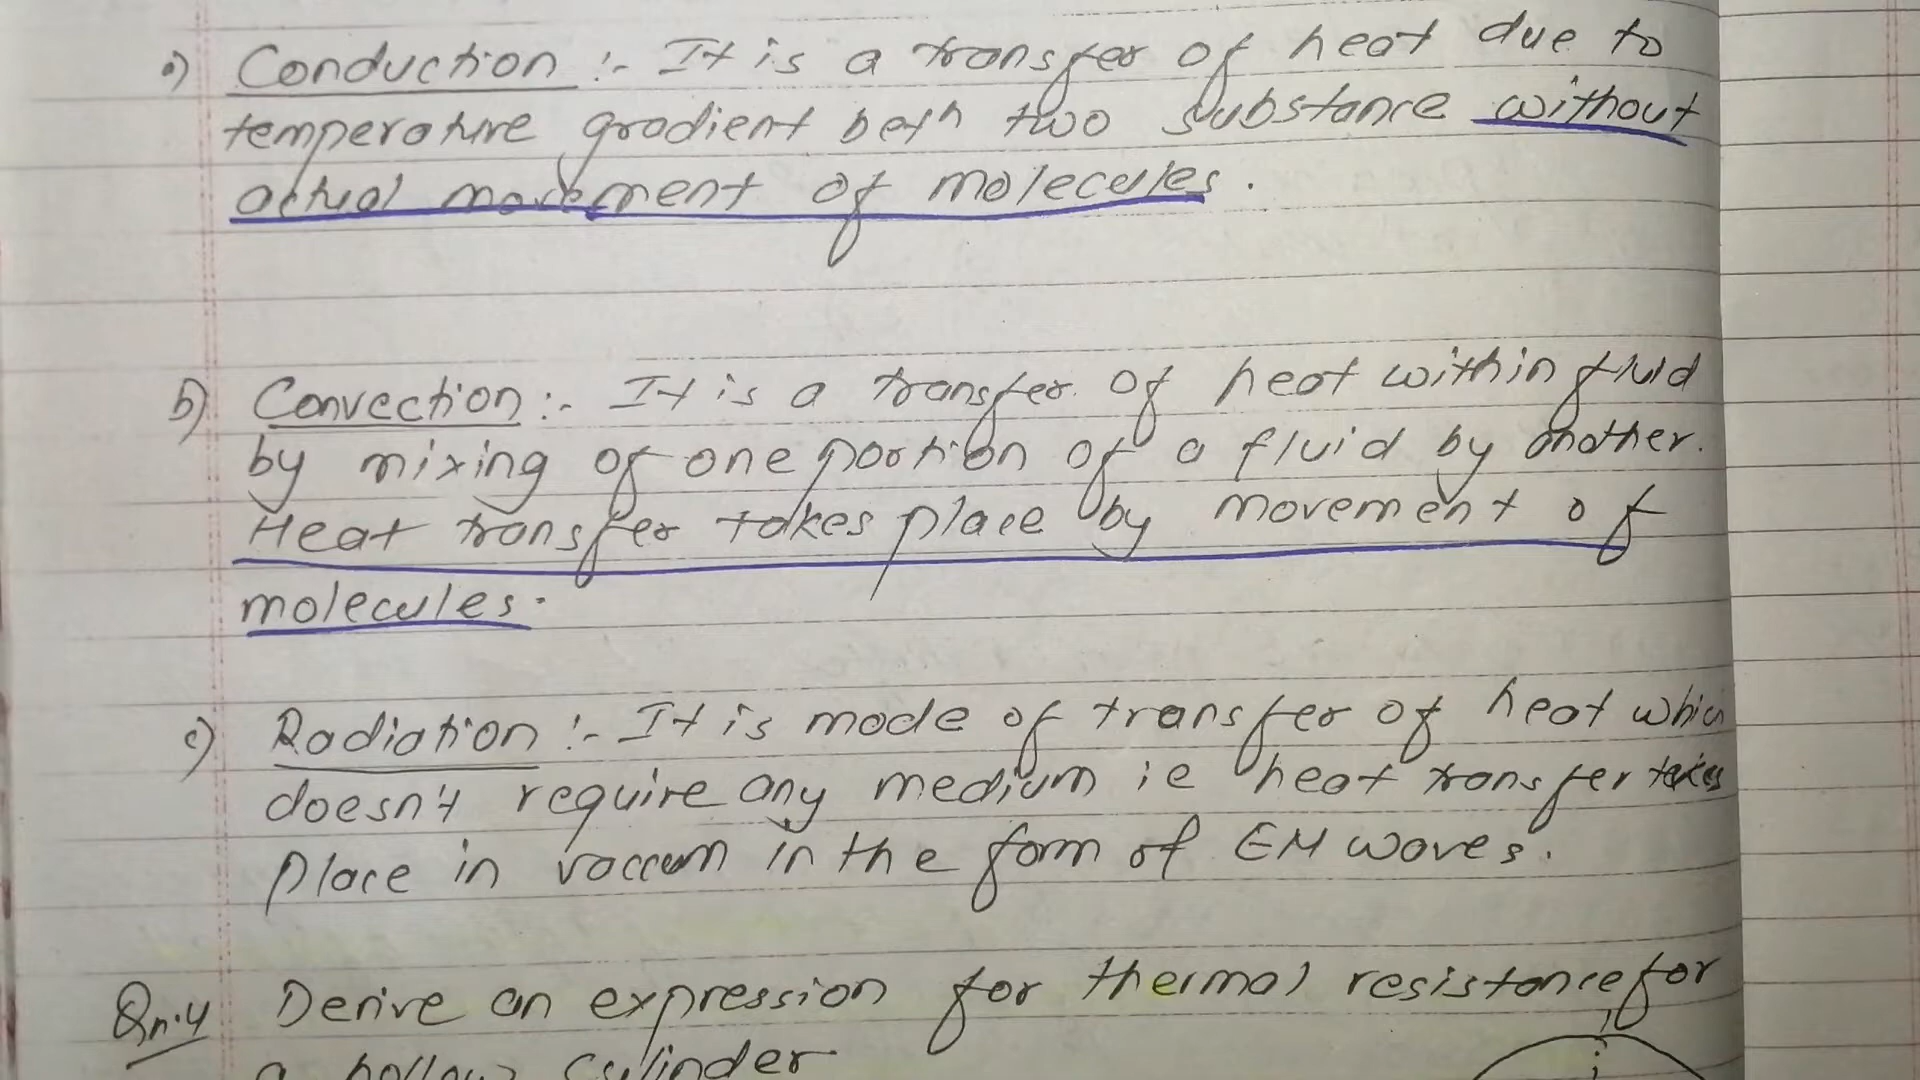 a) Conduction :- It is a transfer of heat due to
temperature gradient betn two substance without
actual movement of molecules.
b) Convection :- It is a transfer of heat within fluid
by mixing of one portion of a fluid by another.
Heat transfer takes place by movement of
molecules.
c) Radiation :- It is mode of transfer of heat which
doesn't require any medium ie heat transfer takes
place in vaccum in the form of EM waves.
Qn.4 Derive an expression for thermal resistance for
a hollow cylinder